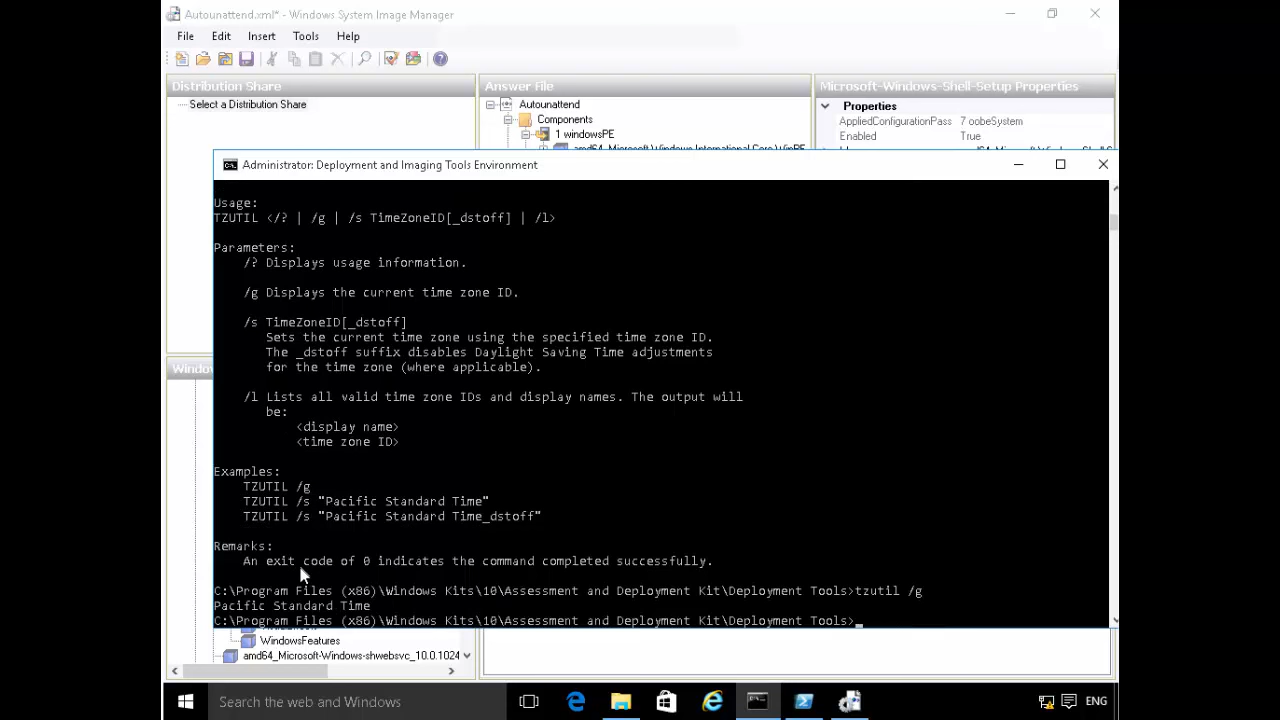 Autounattend.xml* - Windows System Image Manager
File Edit Insert Tools Help
Distribution Share
Select a Distribution Share
Answer File
Autounattend
Components
1 windowsPE
Microsoft-Windows-Shell-Setup Properties
Properties
AppliedConfigurationPass 7 oobeSystem
Enabled True
Administrator: Deployment and Imaging Tools Environment
Usage:
TZUTIL </? | /g | /s TimeZoneID[_dstoff] | /l>
Parameters:
/? Displays usage information.
/g Displays the current time zone ID.
/s TimeZoneID[_dstoff]
Sets the current time zone using the specified time zone ID.
The _dstoff suffix disables Daylight Saving Time adjustments
for the time zone (where applicable).
/l Lists all valid time zone IDs and display names. The output will
be:
<display name>
<time zone ID>
Examples:
TZUTIL /g
TZUTIL /s "Pacific Standard Time"
TZUTIL /s "Pacific Standard Time_dstoff"
Remarks:
An exit code of 0 indicates the command completed successfully.
C:\Program Files (x86)\Windows Kits\10\Assessment and Deployment Kit\Deployment Tools>tzutil /g
Pacific Standard Time
C:\Program Files (x86)\Windows Kits\10\Assessment and Deployment Kit\Deployment Tools>
WindowsFeatures
amd64_Microsoft-Windows-shwebsvc_10.0.1024
Search the web and Windows
ENG